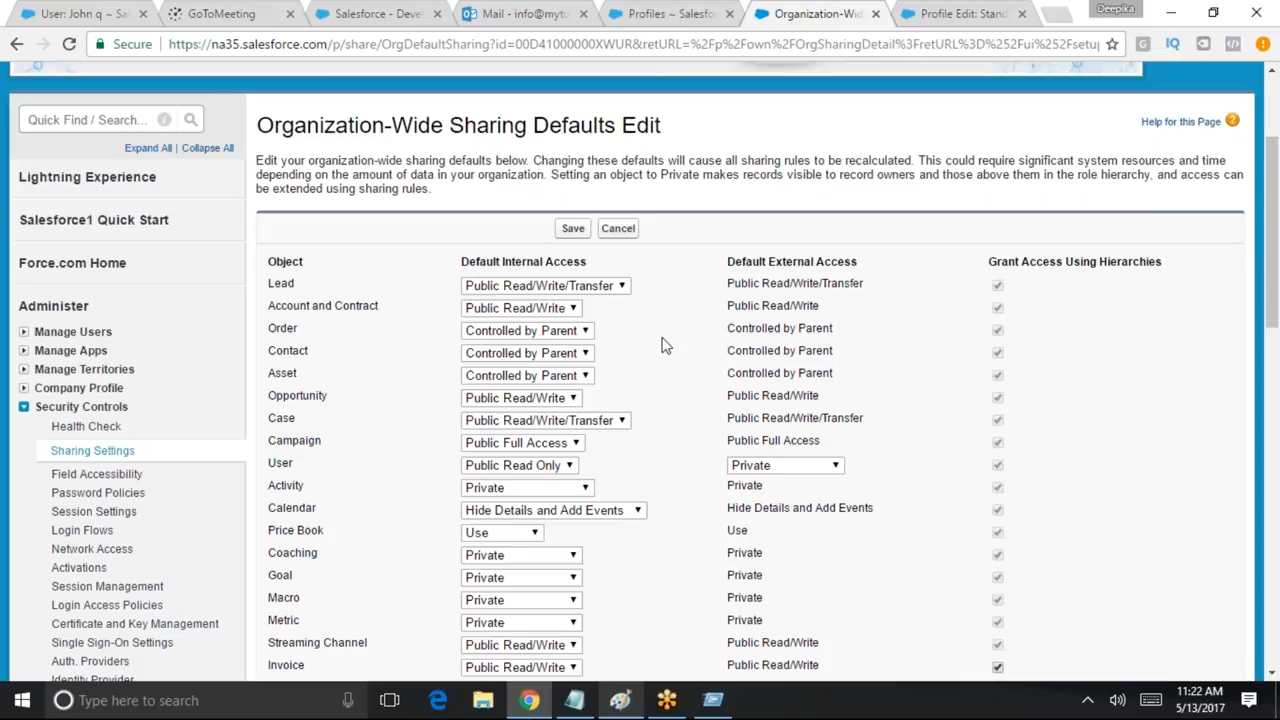 User: John q ~ Sa
GoToMeeting
Salesforce - Deve
Mail - info@mytu
Profiles ~ Salesfo
Organization-Wid
Profile Edit: Stand
Deepika
Secure
https://na35.salesforce.com/p/share/OrgDefaultSharing?id=00D41000000XWUR&retURL=%2Fp%2Fown%2FOrgSharingDetail%3FretURL%3D%252Fui%252Fsetu
Quick Find / Search...
Expand All | Collapse All
Lightning Experience
Salesforce1 Quick Start
Force.com Home
Administer
Manage Users
Manage Apps
Manage Territories
Company Profile
Security Controls
Health Check
Sharing Settings
Field Accessibility
Password Policies
Session Settings
Login Flows
Network Access
Activations
Session Management
Login Access Policies
Certificate and Key Management
Single Sign-On Settings
Auth. Providers
Identity Provider
Organization-Wide Sharing Defaults Edit
Help for this Page
Edit your organization-wide sharing defaults below. Changing these defaults will cause all sharing rules to be recalculated. This could require significant system resources and time
depending on the amount of data in your organization. Setting an object to Private makes records visible to record owners and those above them in the role hierarchy, and access can
be extended using sharing rules.
Save Cancel
Object Default Internal Access Default External Access Grant Access Using Hierarchies
Lead Public Read/Write/Transfer Public Read/Write/Transfer
Account and Contract Public Read/Write Public Read/Write
Order Controlled by Parent Controlled by Parent
Contact Controlled by Parent Controlled by Parent
Asset Controlled by Parent Controlled by Parent
Opportunity Public Read/Write Public Read/Write
Case Public Read/Write/Transfer Public Read/Write/Transfer
Campaign Public Full Access Public Full Access
User Public Read Only Private
Activity Private Private
Calendar Hide Details and Add Events Hide Details and Add Events
Price Book Use Use
Coaching Private Private
Goal Private Private
Macro Private Private
Metric Private Private
Streaming Channel Public Read/Write Public Read/Write
Invoice Public Read/Write Public Read/Write
Type here to search
11:22 AM
5/13/2017